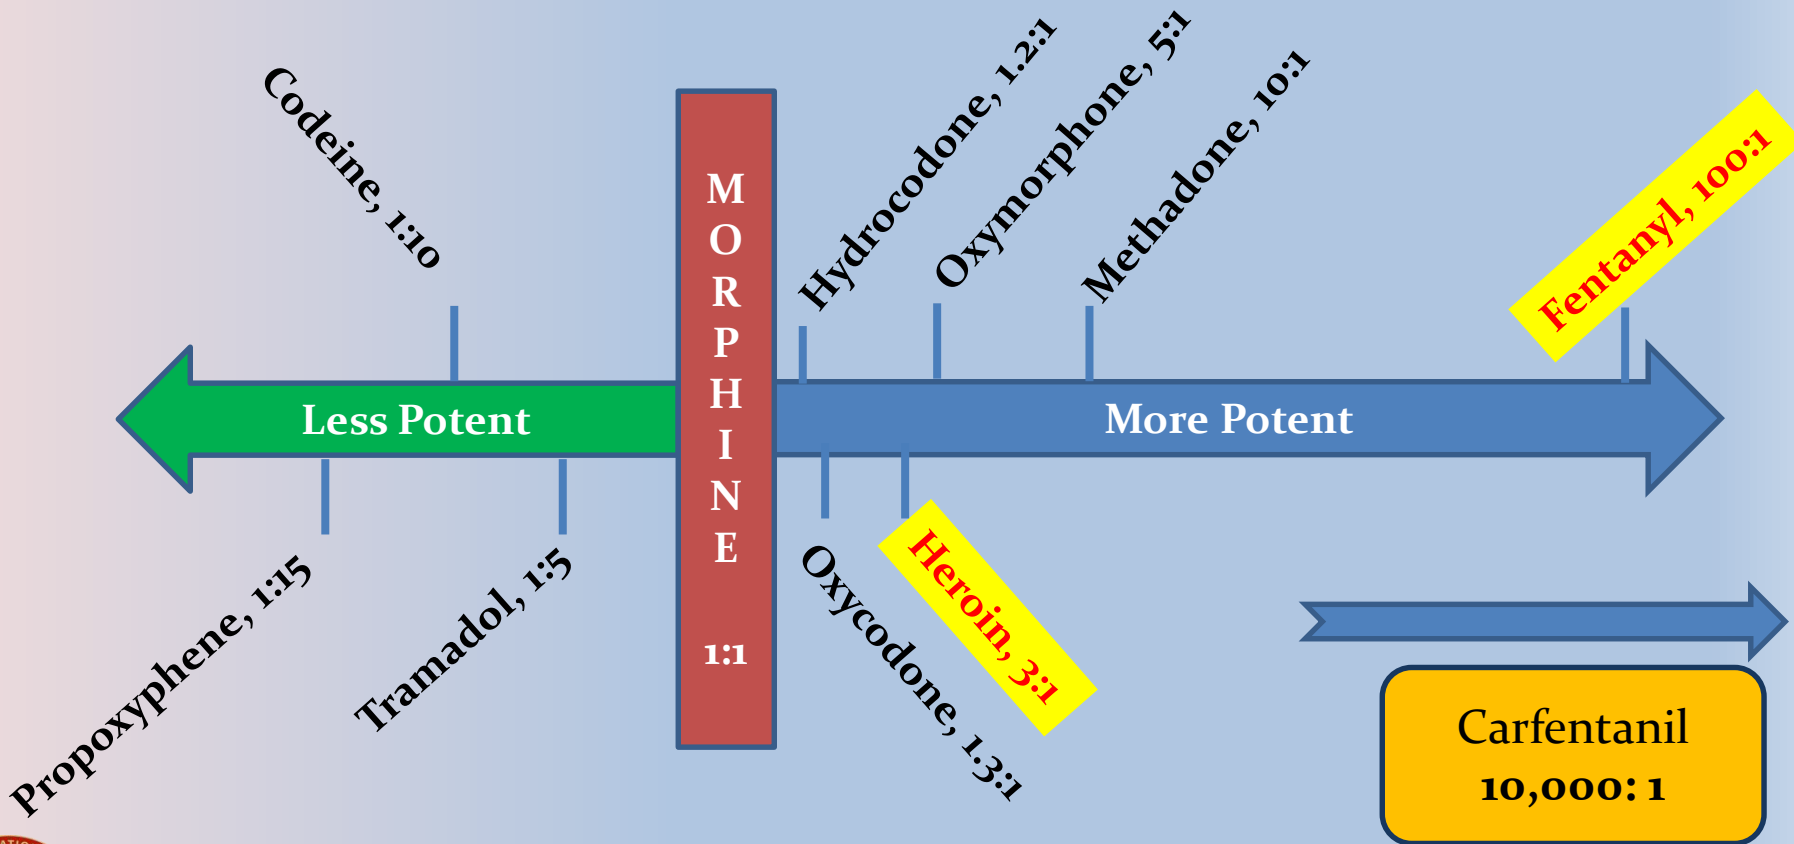 Codeine, 1:10
Hydrocodone, 1.2:1
Oxymorphone, 5:1
Methadone, 10:1
Fentanyl, 100:1
MORPHINE
1:1
Less Potent
More Potent
Propoxyphene, 1:15
Tramadol, 1:5
Oxycodone, 1.3:1
Heroin, 3:1
Carfentanil
10,000: 1